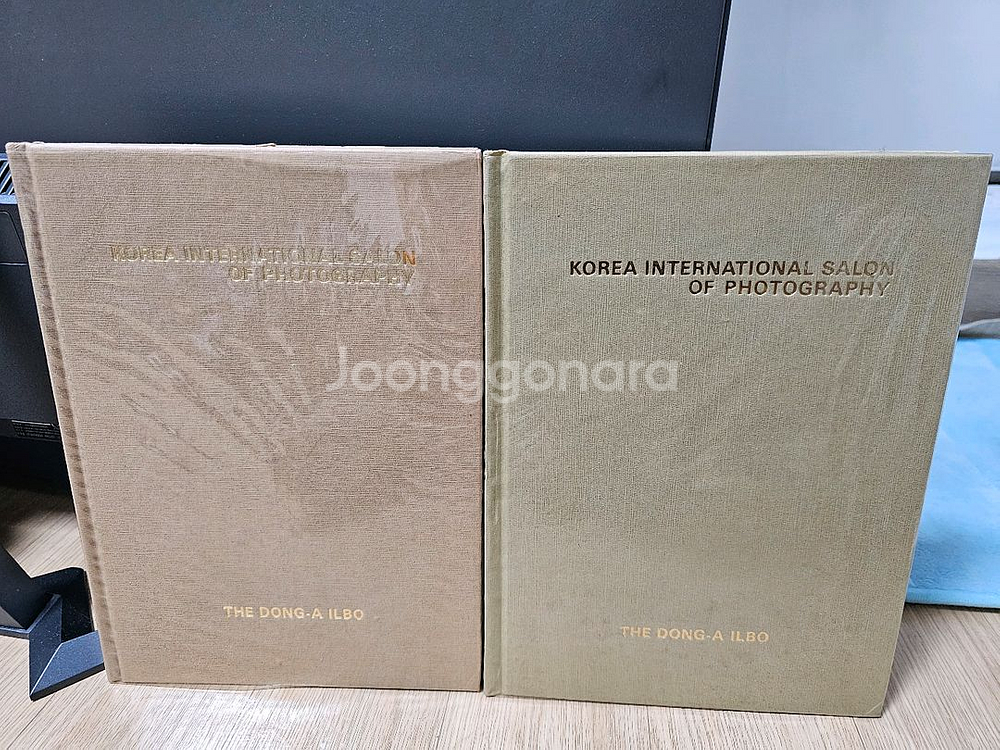 KOREA INTERNATIONAL SALON
OF PHOTOGRAPHY
THE DONG-A ILBO
KOREA INTERNATIONAL SALON
OF PHOTOGRAPHY
THE DONG-A ILBO
Joonggonara